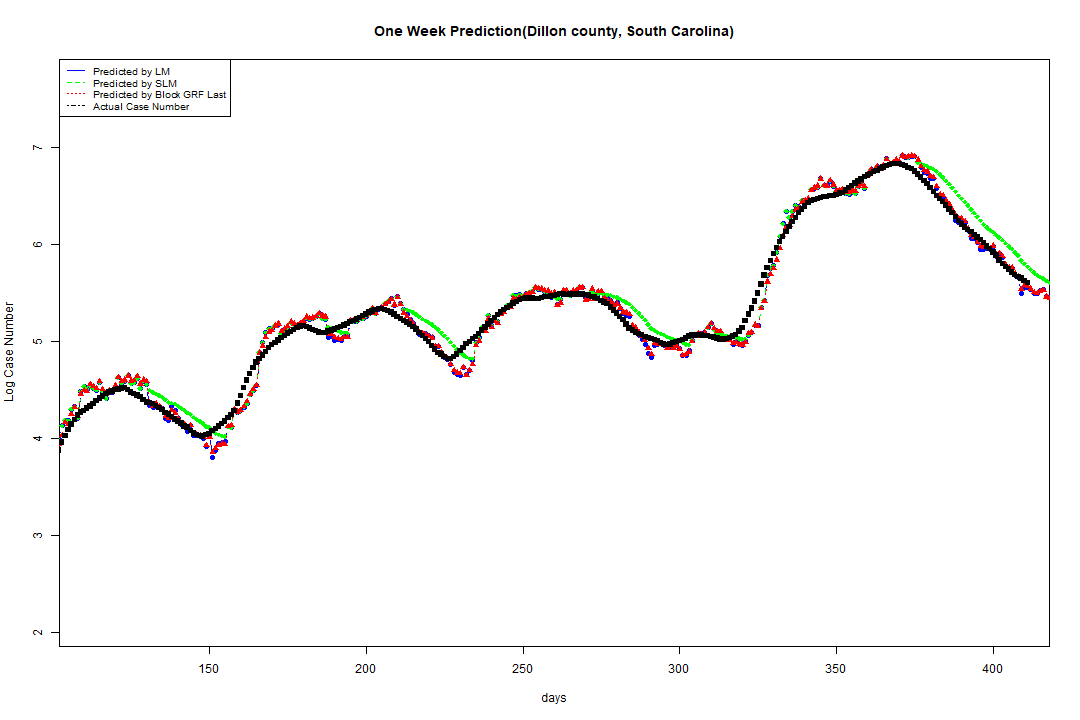 One Week Prediction(Dillon county, South Carolina)
Predicted by LM
Predicted by SLM
Predicted by Block GRF Last
Actual Case Number
7
6
5
4
3
2
Log Case Number
150 200 250 300 350 400
days